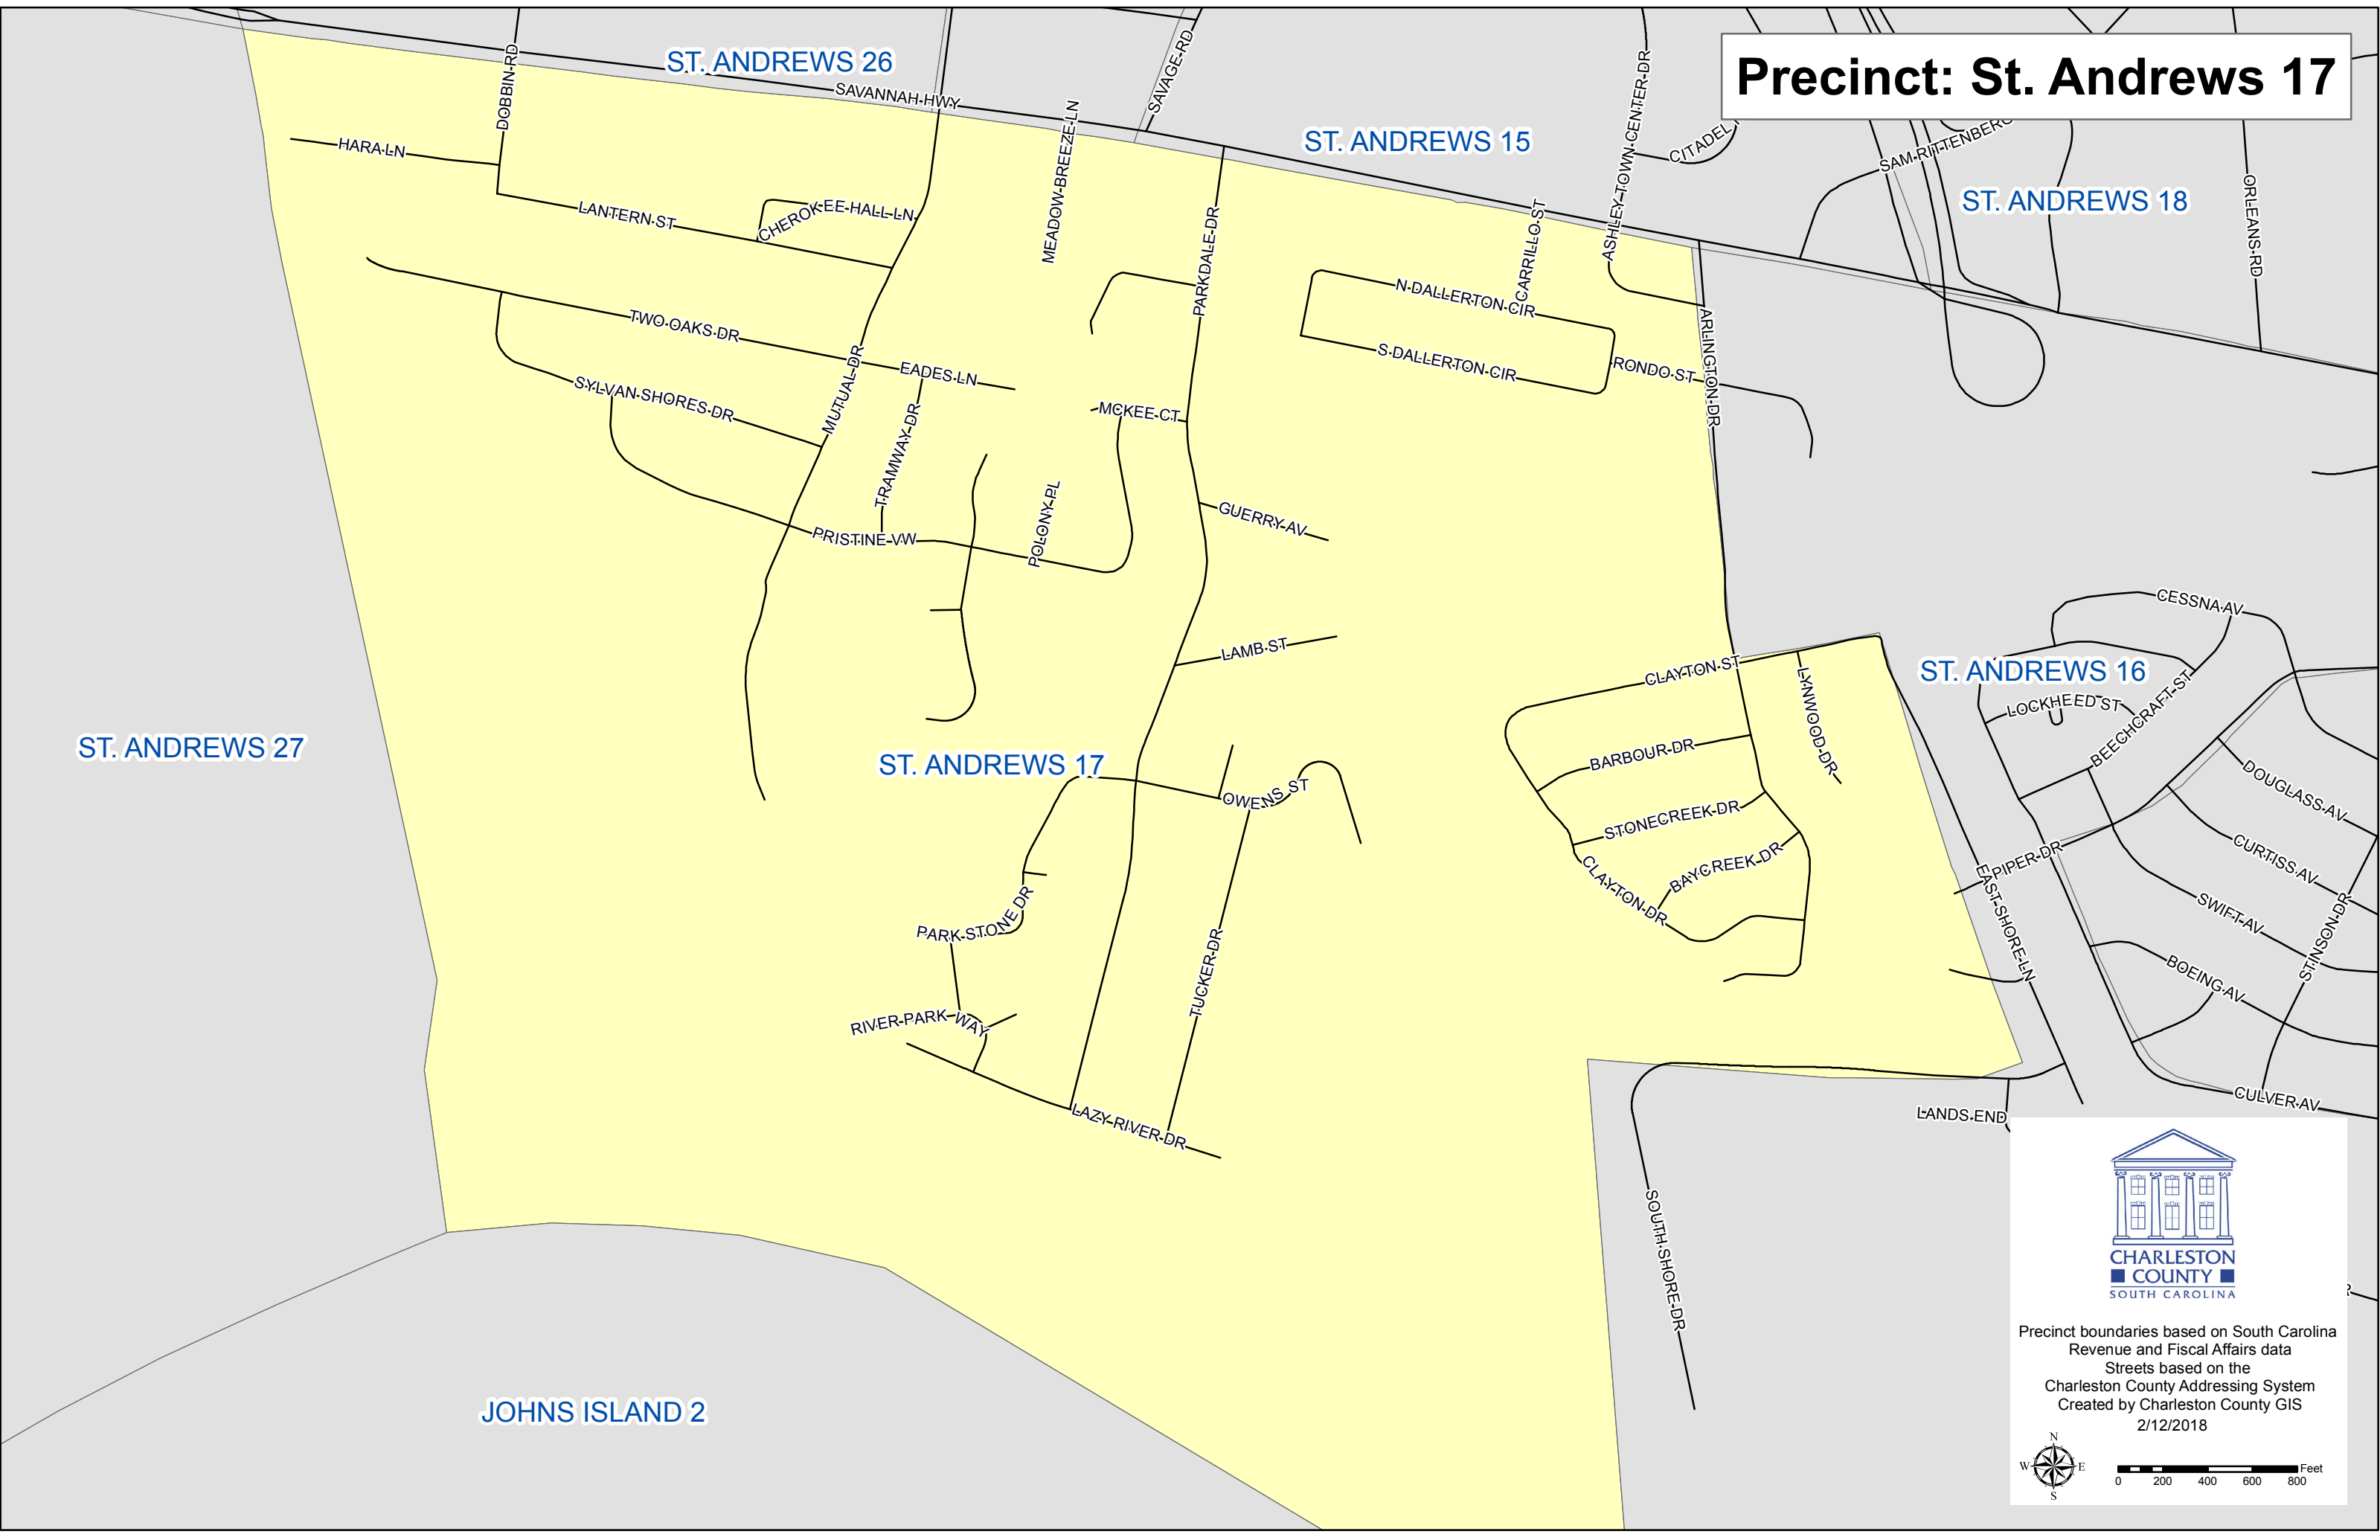 Precinct: St. Andrews 17
ST. ANDREWS 26
SAVANNAH HWY
DOBBIN RD
SAVAGE RD
MEADOW BREEZE LN
ST. ANDREWS 15
ASHLEY TOWN CENTER DR
CITADEL
SAM RITTENBERG
ST. ANDREWS 18
ORLEANS RD
HARA LN
LANTERN ST
CHEROKEE HALL LN
PARKDALE DR
CARRILLO ST
N DALLERTON CIR
TWO OAKS DR
MUTUAL DR
EADES LN
S DALLERTON CIR
RONDO ST
ARLINGTON DR
SYLVAN SHORES DR
TRAMWAY DR
MCKEE CT
POLONY PL
GUERRY AV
PRISTINE VW
CESSNA AV
LAMB ST
CLAYTON ST
LYNWOOD DR
ST. ANDREWS 16
LOCKHEED ST
BEECHCRAFT ST
ST. ANDREWS 27
ST. ANDREWS 17
BARBOUR DR
OWENS ST
STONECREEK DR
DOUGLASS AV
BAYCREEK DR
CLAYTON DR
PIPER DR
CURTISS AV
EAST SHORE LN
SWIFT AV
STINSON DR
PARK STONE DR
TUCKER DR
BOEING AV
RIVER PARK WAY
LAZY RIVER DR
CULVER AV
LANDS END
SOUTH SHORE DR
JOHNS ISLAND 2
CHARLESTON
COUNTY
SOUTH CAROLINA
Precinct boundaries based on South Carolina
Revenue and Fiscal Affairs data
Streets based on the
Charleston County Addressing System
Created by Charleston County GIS
2/12/2018
N
W E
S
Feet
0 200 400 600 800